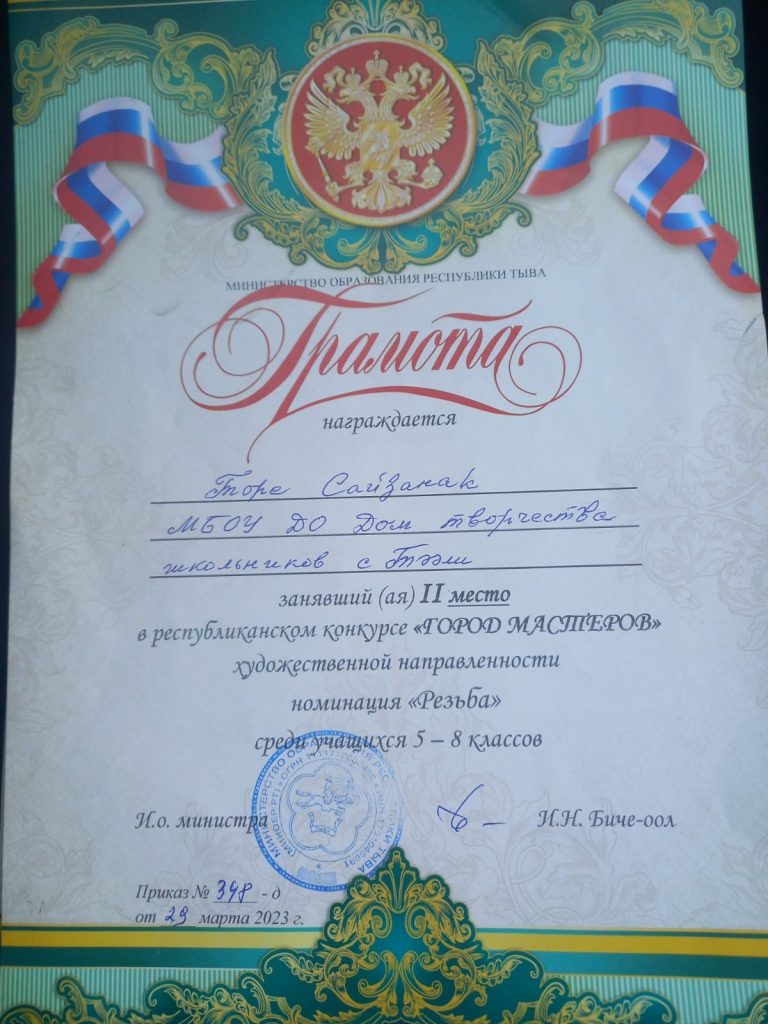 МИНИСТЕРСТВО ОБРАЗОВАНИЯ РЕСПУБЛИКИ ТЫВА
Грамота
награждается
Торе Сайзанак
МБОУ ДО Дом творчества
школьников с Тээли
занявший (ая) II место
в республиканском конкурсе «ГОРОД МАСТЕРОВ»
художественной направленности
номинация «Резьба»
среди учащихся 5 – 8 классов
И.о. министра И.Н. Биче-оол
Приказ № 398 - д
от 29 марта 2023 г.